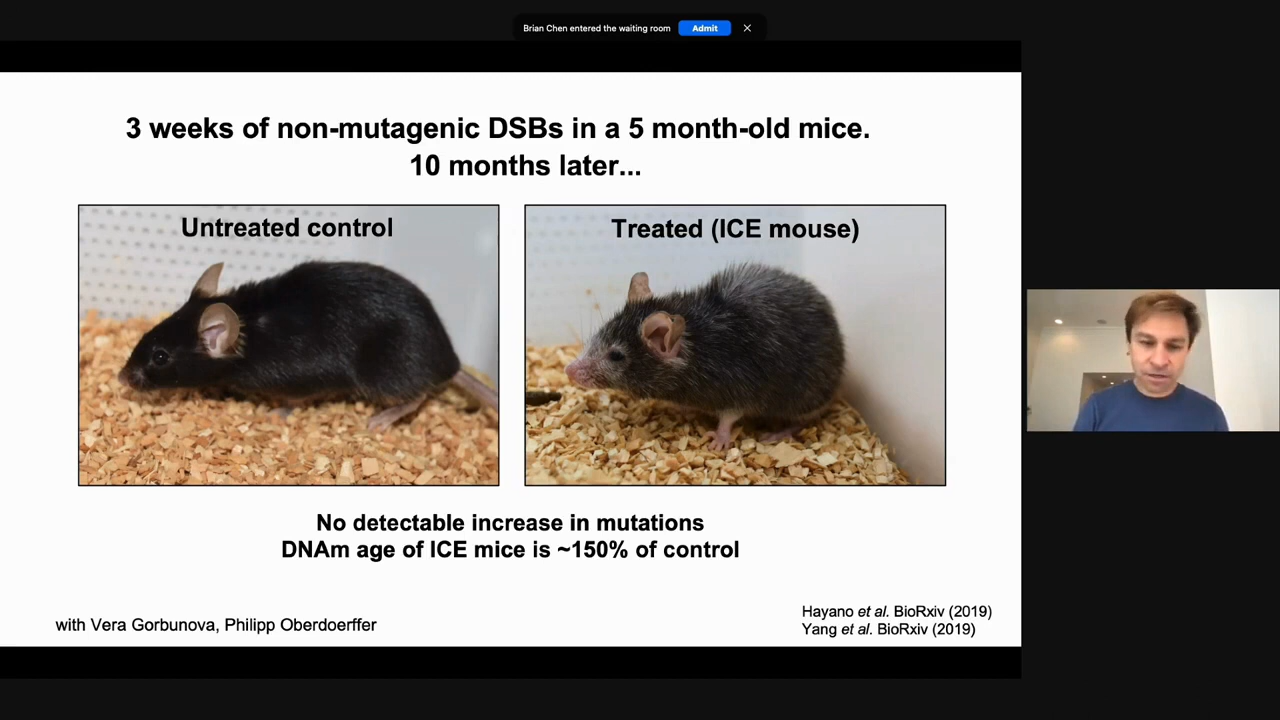 Brian Chen entered the waiting room
Admit
3 weeks of non-mutagenic DSBs in a 5 month-old mice.
10 months later...
Untreated control
Treated (ICE mouse)
No detectable increase in mutations
DNAm age of ICE mice is ~150% of control
with Vera Gorbunova, Philipp Oberdoerffer
Hayano et al. BioRxiv (2019)
Yang et al. BioRxiv (2019)